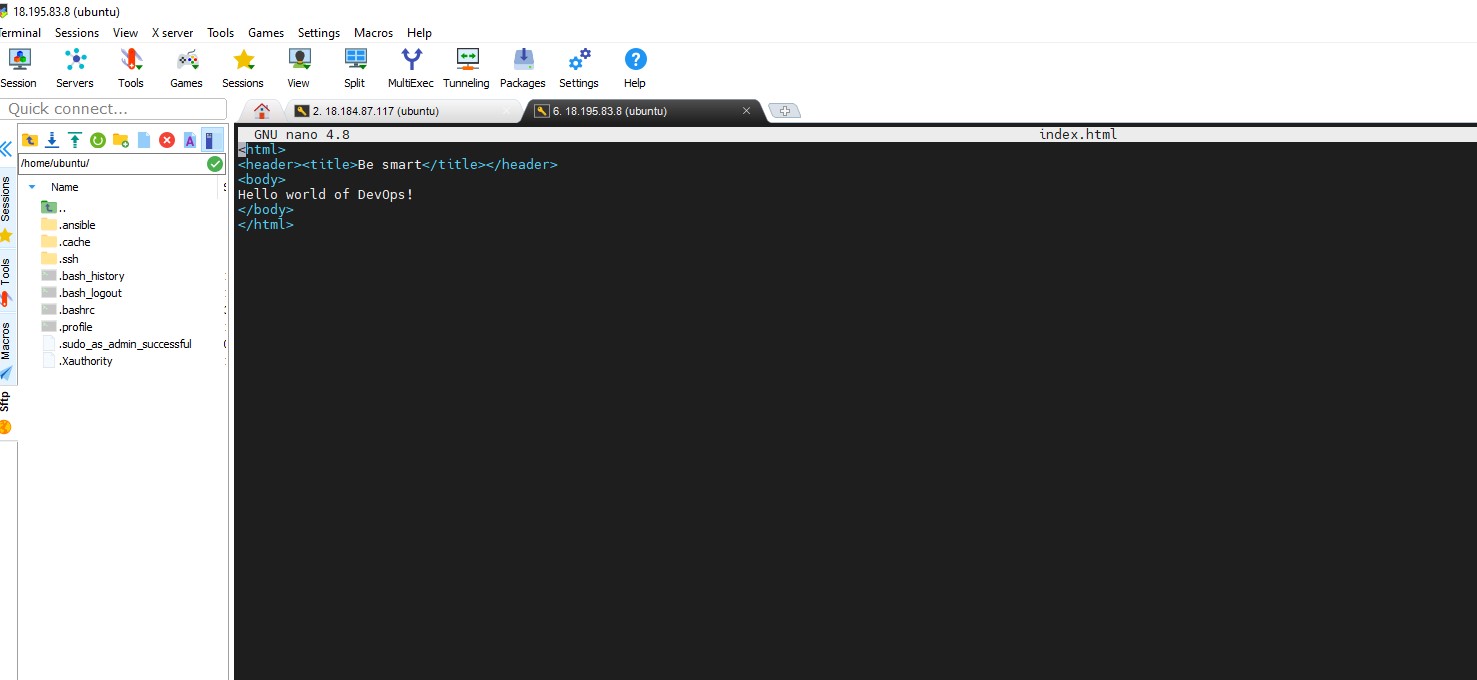 18.195.83.8 (ubuntu)
Terminal Sessions View X server Tools Games Settings Macros Help
Session Servers Tools Games Sessions View Split MultiExec Tunneling Packages Settings Help
Quick connect...
2. 18.184.87.117 (ubuntu)
6. 18.195.83.8 (ubuntu)
/home/ubuntu/
Name
..
.ansible
.cache
.ssh
.bash_history
.bash_logout
.bashrc
.profile
.sudo_as_admin_successful
.Xauthority
Sessions
Tools
Macros
Sftp
GNU nano 4.8 index.html
<html>
<header><title>Be smart</title></header>
<body>
Hello world of DevOps!
</body>
</html>